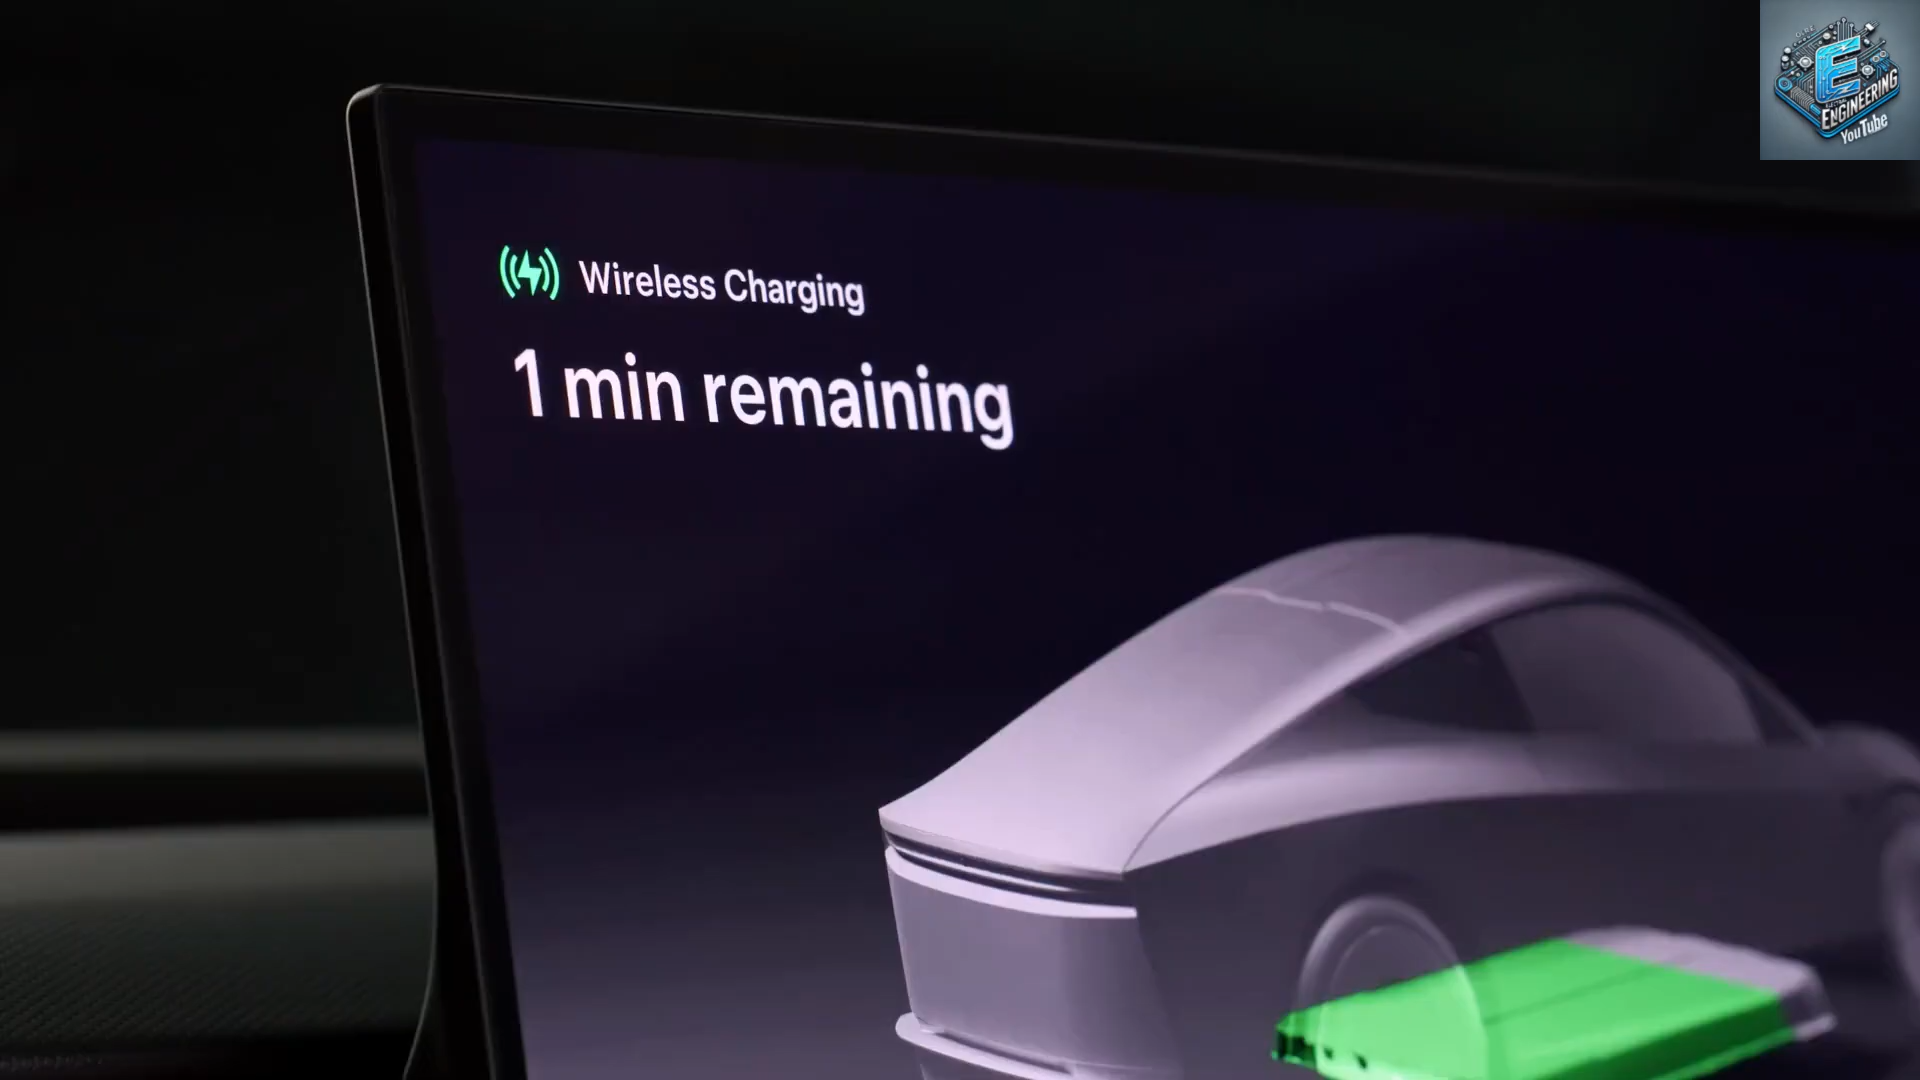 Wireless Charging
1 min remaining
E
ENGINEERING
YouTube